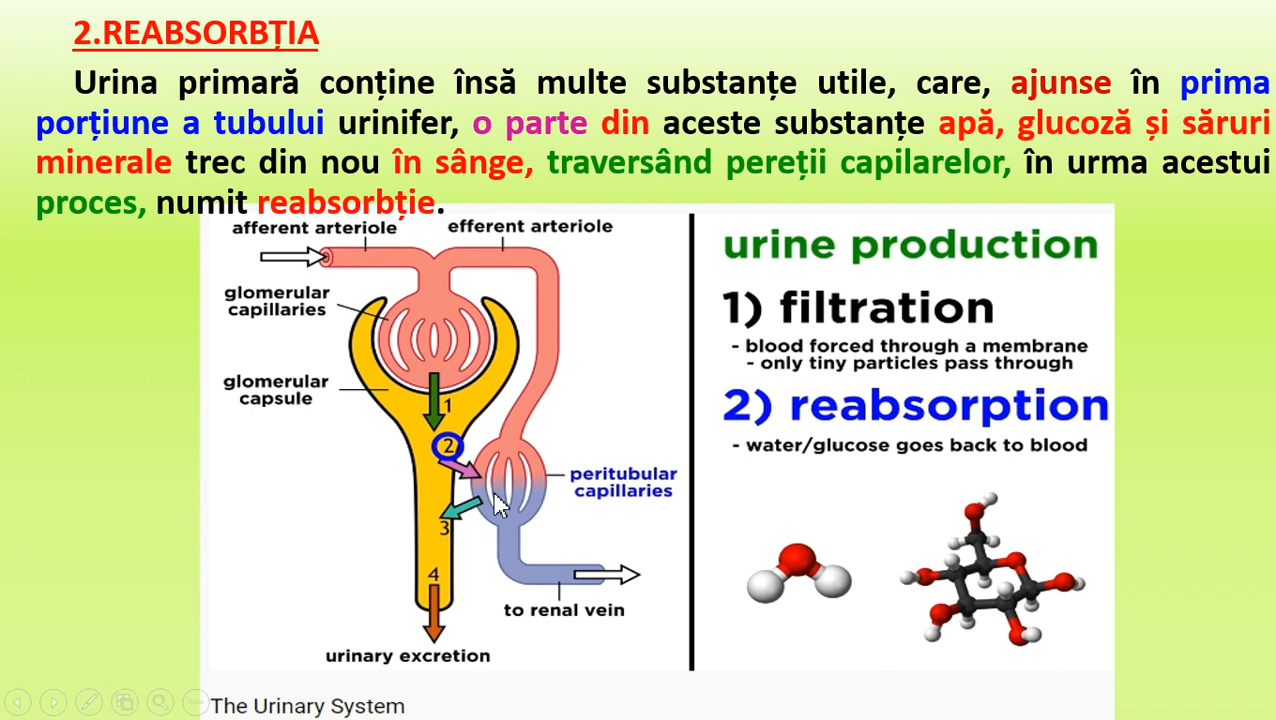 2.REABSORBȚIA
Urina primară conține însă multe substanțe utile, care, ajunse în prima
porțiune a tubului urinifer, o parte din aceste substanțe apă, glucoză și săruri
minerale trec din nou în sânge, traversând pereții capilarelor, în urma acestui
proces, numit reabsorbție.
afferent arteriole
efferent arteriole
glomerular
capillaries
glomerular
capsule
1
2
3
4
peritubular
capillaries
to renal vein
urinary excretion
urine production
1) filtration
- blood forced through a membrane
- only tiny particles pass through
2) reabsorption
- water/glucose goes back to blood
The Urinary System